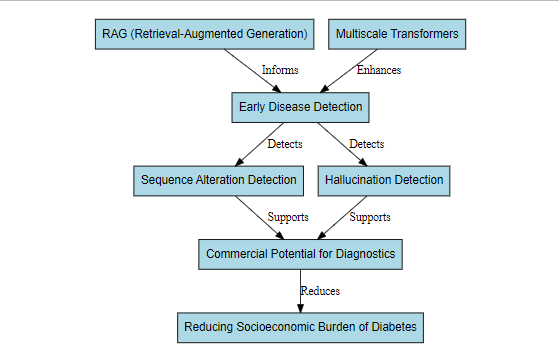 RAG (Retrieval-Augmented Generation)
Multiscale Transformers
Informs
Enhances
Early Disease Detection
Detects
Detects
Sequence Alteration Detection
Hallucination Detection
Supports
Supports
Commercial Potential for Diagnostics
Reduces
Reducing Socioeconomic Burden of Diabetes